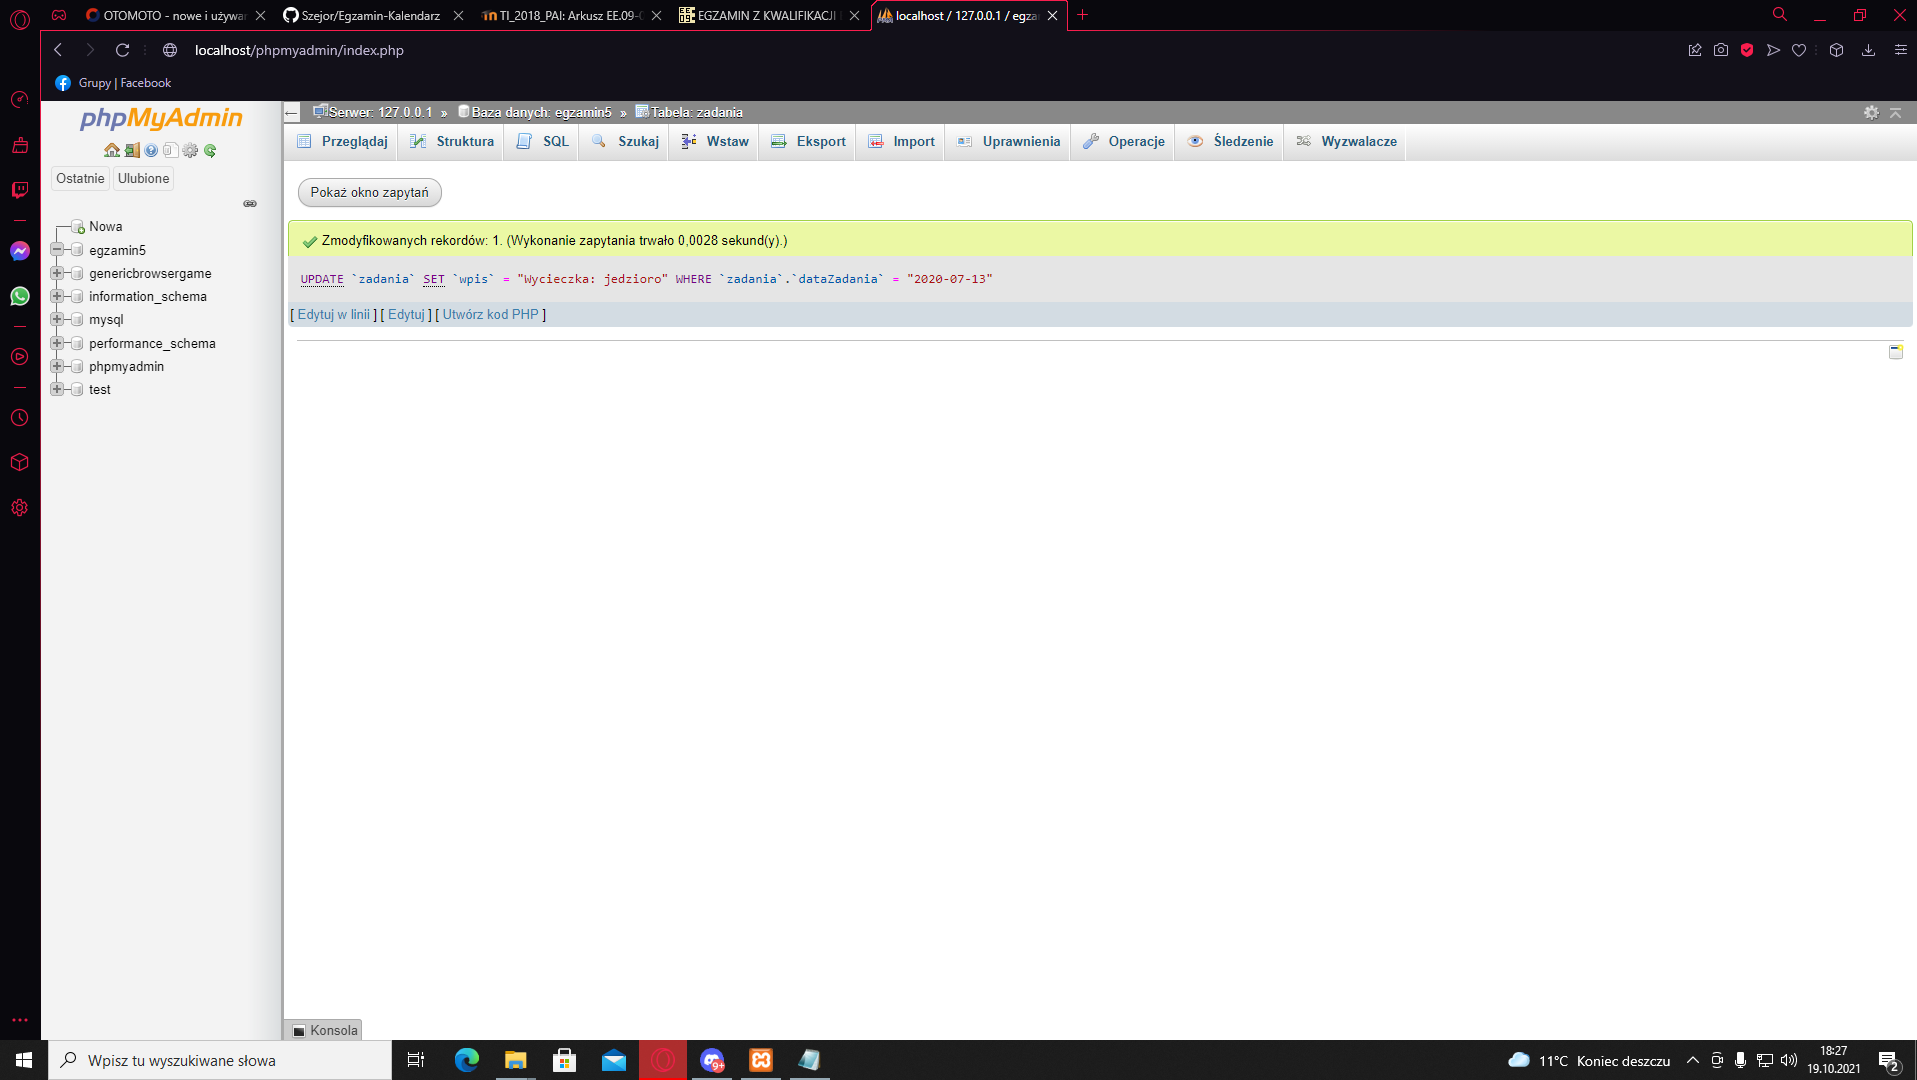 OTOMOTO - nowe i używar
Szejor/Egzamin-Kalendarz
TI_2018_PAI: Arkusz EE.09-0
EGZAMIN Z KWALIFIKACJI
localhost / 127.0.0.1 / egza
localhost/phpmyadmin/index.php
Grupy | Facebook
phpMyAdmin
Ostatnie Ulubione
Nowa
egzamin5
genericbrowsergame
information_schema
mysql
performance_schema
phpmyadmin
test
Serwer: 127.0.0.1 » Baza danych: egzamin5 » Tabela: zadania
Przeglądaj Struktura SQL Szukaj Wstaw Eksport Import Uprawnienia Operacje Śledzenie Wyzwalacze
Pokaż okno zapytań
Zmodyfikowanych rekordów: 1. (Wykonanie zapytania trwało 0,0028 sekund(y).)
UPDATE `zadania` SET `wpis` = "Wycieczka: jedzioro" WHERE `zadania`.`dataZadania` = "2020-07-13"
[ Edytuj w linii ] [ Edytuj ] [ Utwórz kod PHP ]
Konsola
Wpisz tu wyszukiwane słowa
9+
11°C Koniec deszczu
18:27
19.10.2021
2